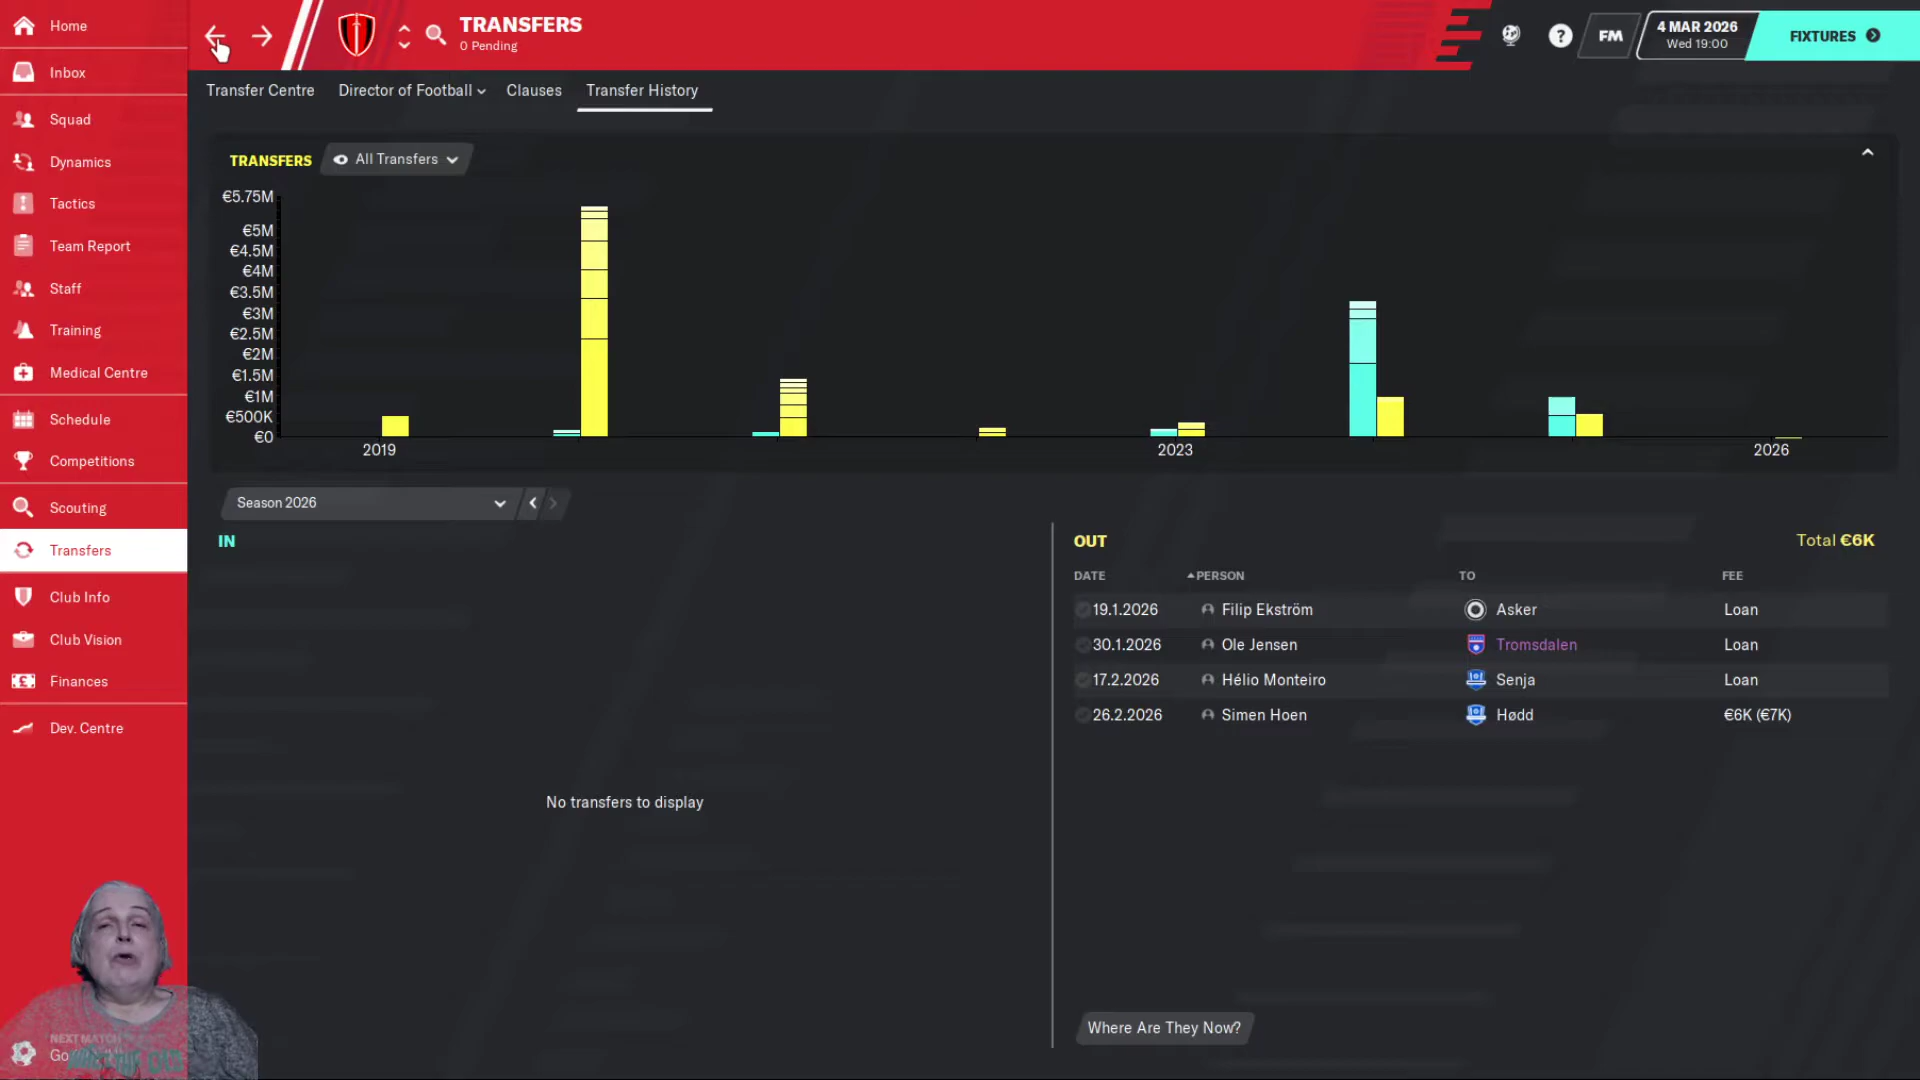 Home
Inbox
Squad
Dynamics
Tactics
Team Report
Staff
Training
Medical Centre
Schedule
Competitions
Scouting
Transfers
Club Info
Club Vision
Finances
Dev. Centre
NEXT MATCH
TRANSFERS
0 Pending
FM
4 MAR 2026
Wed 19:00
FIXTURES
Transfer Centre
Director of Football
Clauses
Transfer History
TRANSFERS
All Transfers
€5.75M
€5M
€4.5M
€4M
€3.5M
€3M
€2.5M
€2M
€1.5M
€1M
€500K
€0
2019
2023
2026
Season 2026
IN
No transfers to display
OUT
Total €6K
DATE PERSON TO FEE
19.1.2026 Filip Ekström Asker Loan
30.1.2026 Ole Jensen Tromsdalen Loan
17.2.2026 Hélio Monteiro Senja Loan
26.2.2026 Simen Hoen Hødd €6K (€7K)
Where Are They Now?